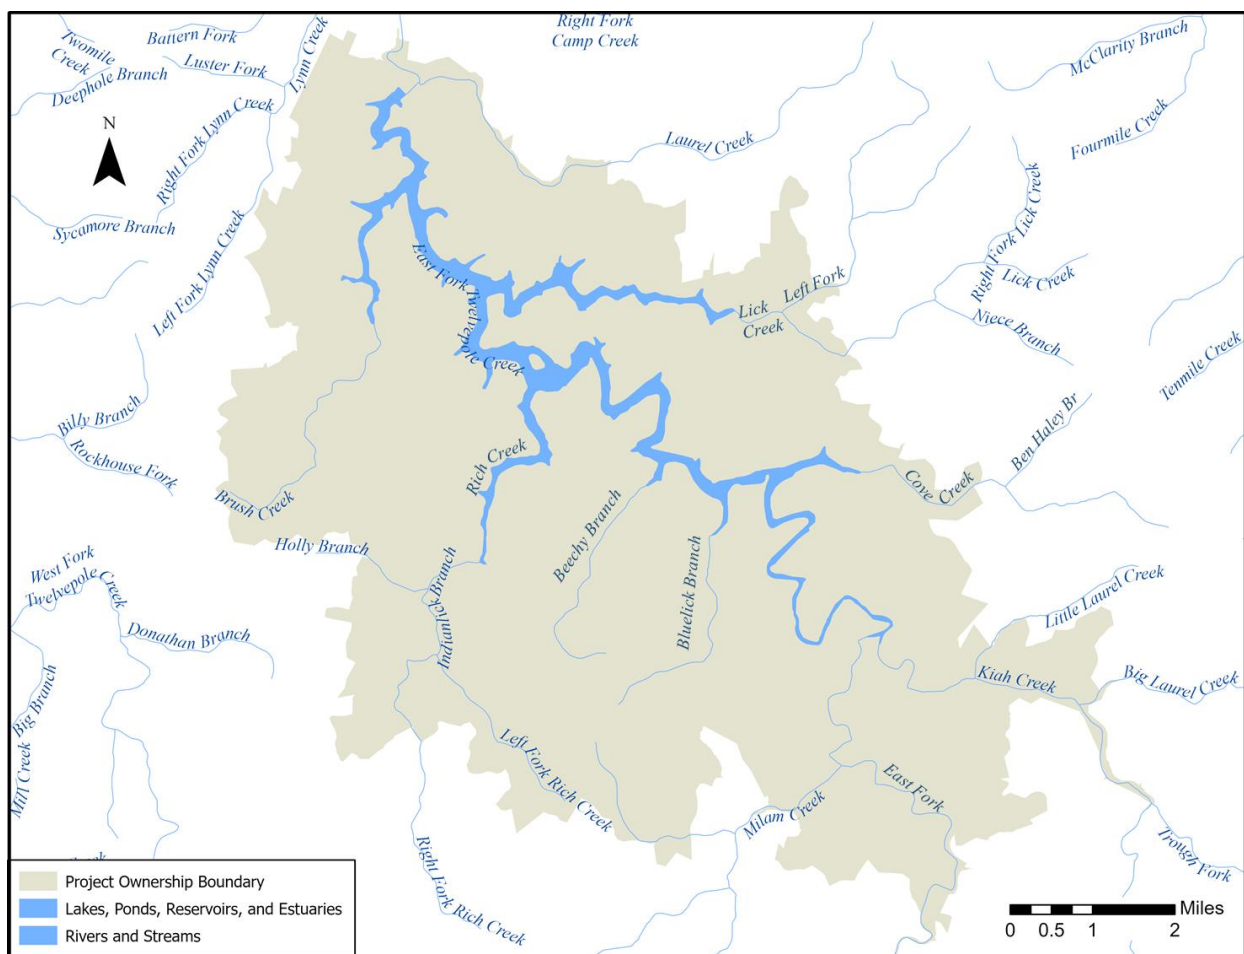 Right Fork
Camp Creek
Battern Fork
Twomile
Creek
Luster Fork
Lynn Creek
McClarity Branch
Deephole Branch
Right Fork Lynn Creek
Laurel Creek
Fourmile Creek
N
Sycamore Branch
Left Fork Lynn Creek
Right Fork Lick Creek
Lick Creek
East Fork Twelvepole Creek
Left Fork
Lick
Creek
Niece Branch
Tenmile Creek
Billy Branch
Rockhouse Fork
Ben Haley Br
Rich Creek
Brush Creek
Cove Creek
Beechy Branch
Holly Branch
Bluelick Branch
Indianlick Branch
West Fork
Twelvepole Creek
Little Laurel Creek
Donathan Branch
Kiah Creek
Big Laurel Creek
Big Branch
Mill Creek
Left Fork Rich Creek
East Fork
Milam Creek
Trough Fork
Right Fork Rich Creek
Project Ownership Boundary
Lakes, Ponds, Reservoirs, and Estuaries
Rivers and Streams
Miles
0 0.5 1 2